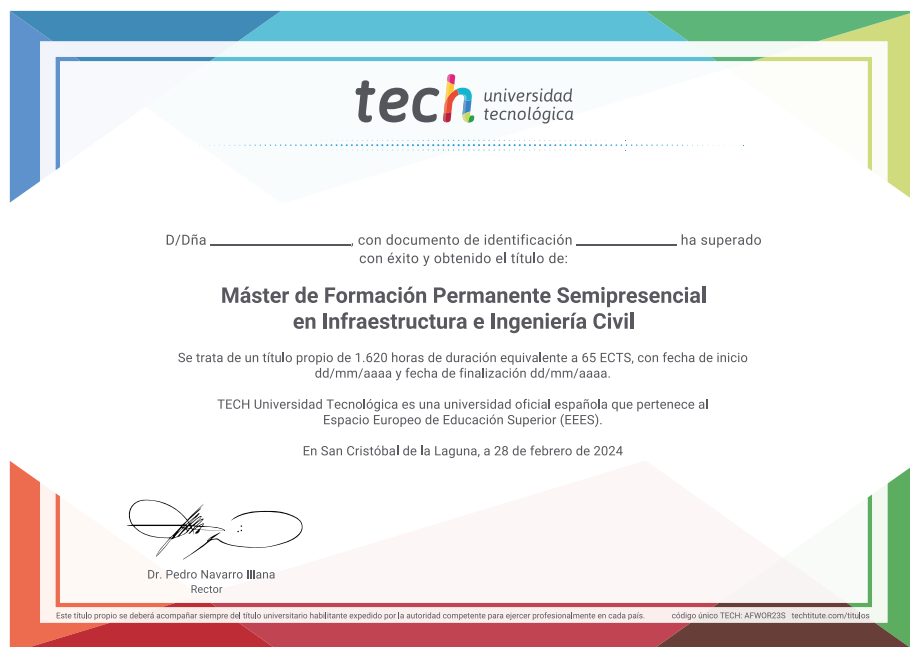 tech universidad
tecnológica
D/Dña ______________, con documento de identificación __________ ha superado
con éxito y obtenido el título de:
Máster de Formación Permanente Semipresencial
en Infraestructura e Ingeniería Civil
Se trata de un título propio de 1.620 horas de duración equivalente a 65 ECTS, con fecha de inicio
dd/mm/aaaa y fecha de finalización dd/mm/aaaa.
TECH Universidad Tecnológica es una universidad oficial española que pertenece al
Espacio Europeo de Educación Superior (EEES).
En San Cristóbal de la Laguna, a 28 de febrero de 2024
Dr. Pedro Navarro Illana
Rector
Este título propio se deberá acompañar siempre del título universitario habilitante expedido por la autoridad competente para ejercer profesionalmente en cada país. código único TECH: AFWOR23S techtitute.com/titulos